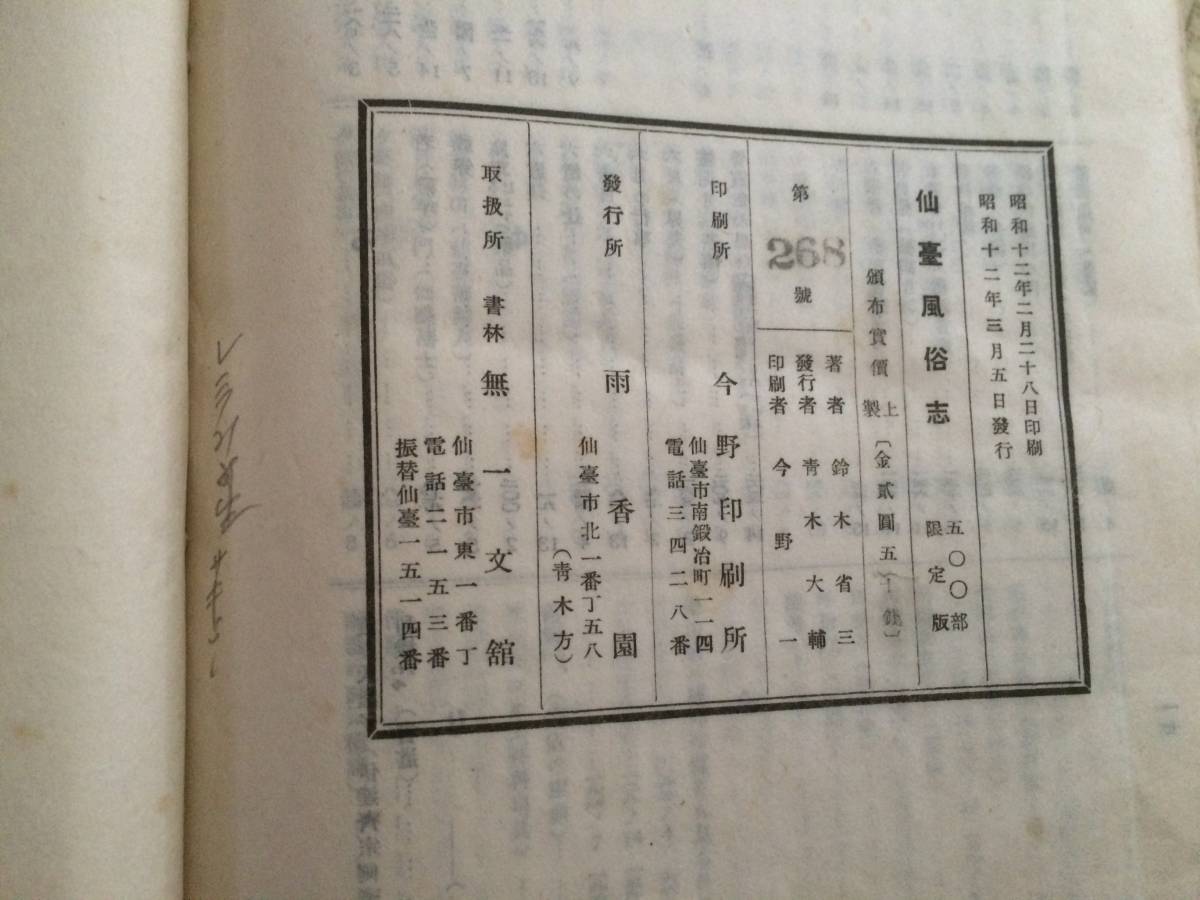 昭和十二年二月二十八日印刷
昭和十二年三月五日發行
仙臺風俗志
五〇〇部
限定版
頒布實價
上製
〔金貳圓五十錢〕
第268號
著者 鈴木省三
發行者 靑木大輔
印刷者 今野一
印刷所 今野印刷所
仙臺市南鍛冶町一一四
電話三四二八番
發行所 雨香園
仙臺市北一番丁五八
(靑木方)
取扱所 書林 無一文舘
仙臺市東一番丁
電話二一五三番
振替仙臺一五一四番